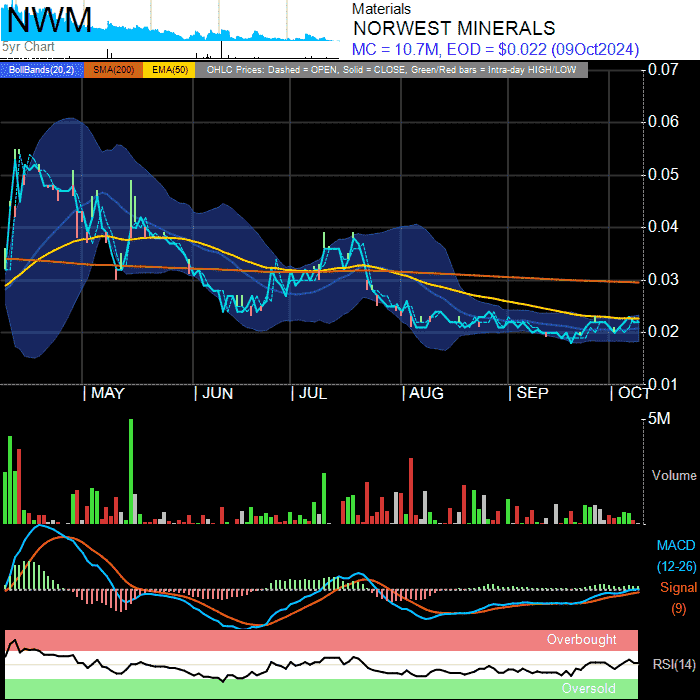 NWM
5yr Chart
Materials
NORWEST MINERALS
MC = 10.7M, EOD = $0.022 (09Oct2024)
BollBands(20,2) SMA(200) EMA(50) OHLC Prices: Dashed = OPEN, Solid = CLOSE, Green/Red bars = Intra-day HIGH/LOW
0.07
0.06
0.05
0.04
0.03
0.02
0.01
MAY JUN JUL AUG SEP OCT
5M
Volume
MACD
(12-26)
Signal
(9)
Overbought
RSI(14)
Oversold